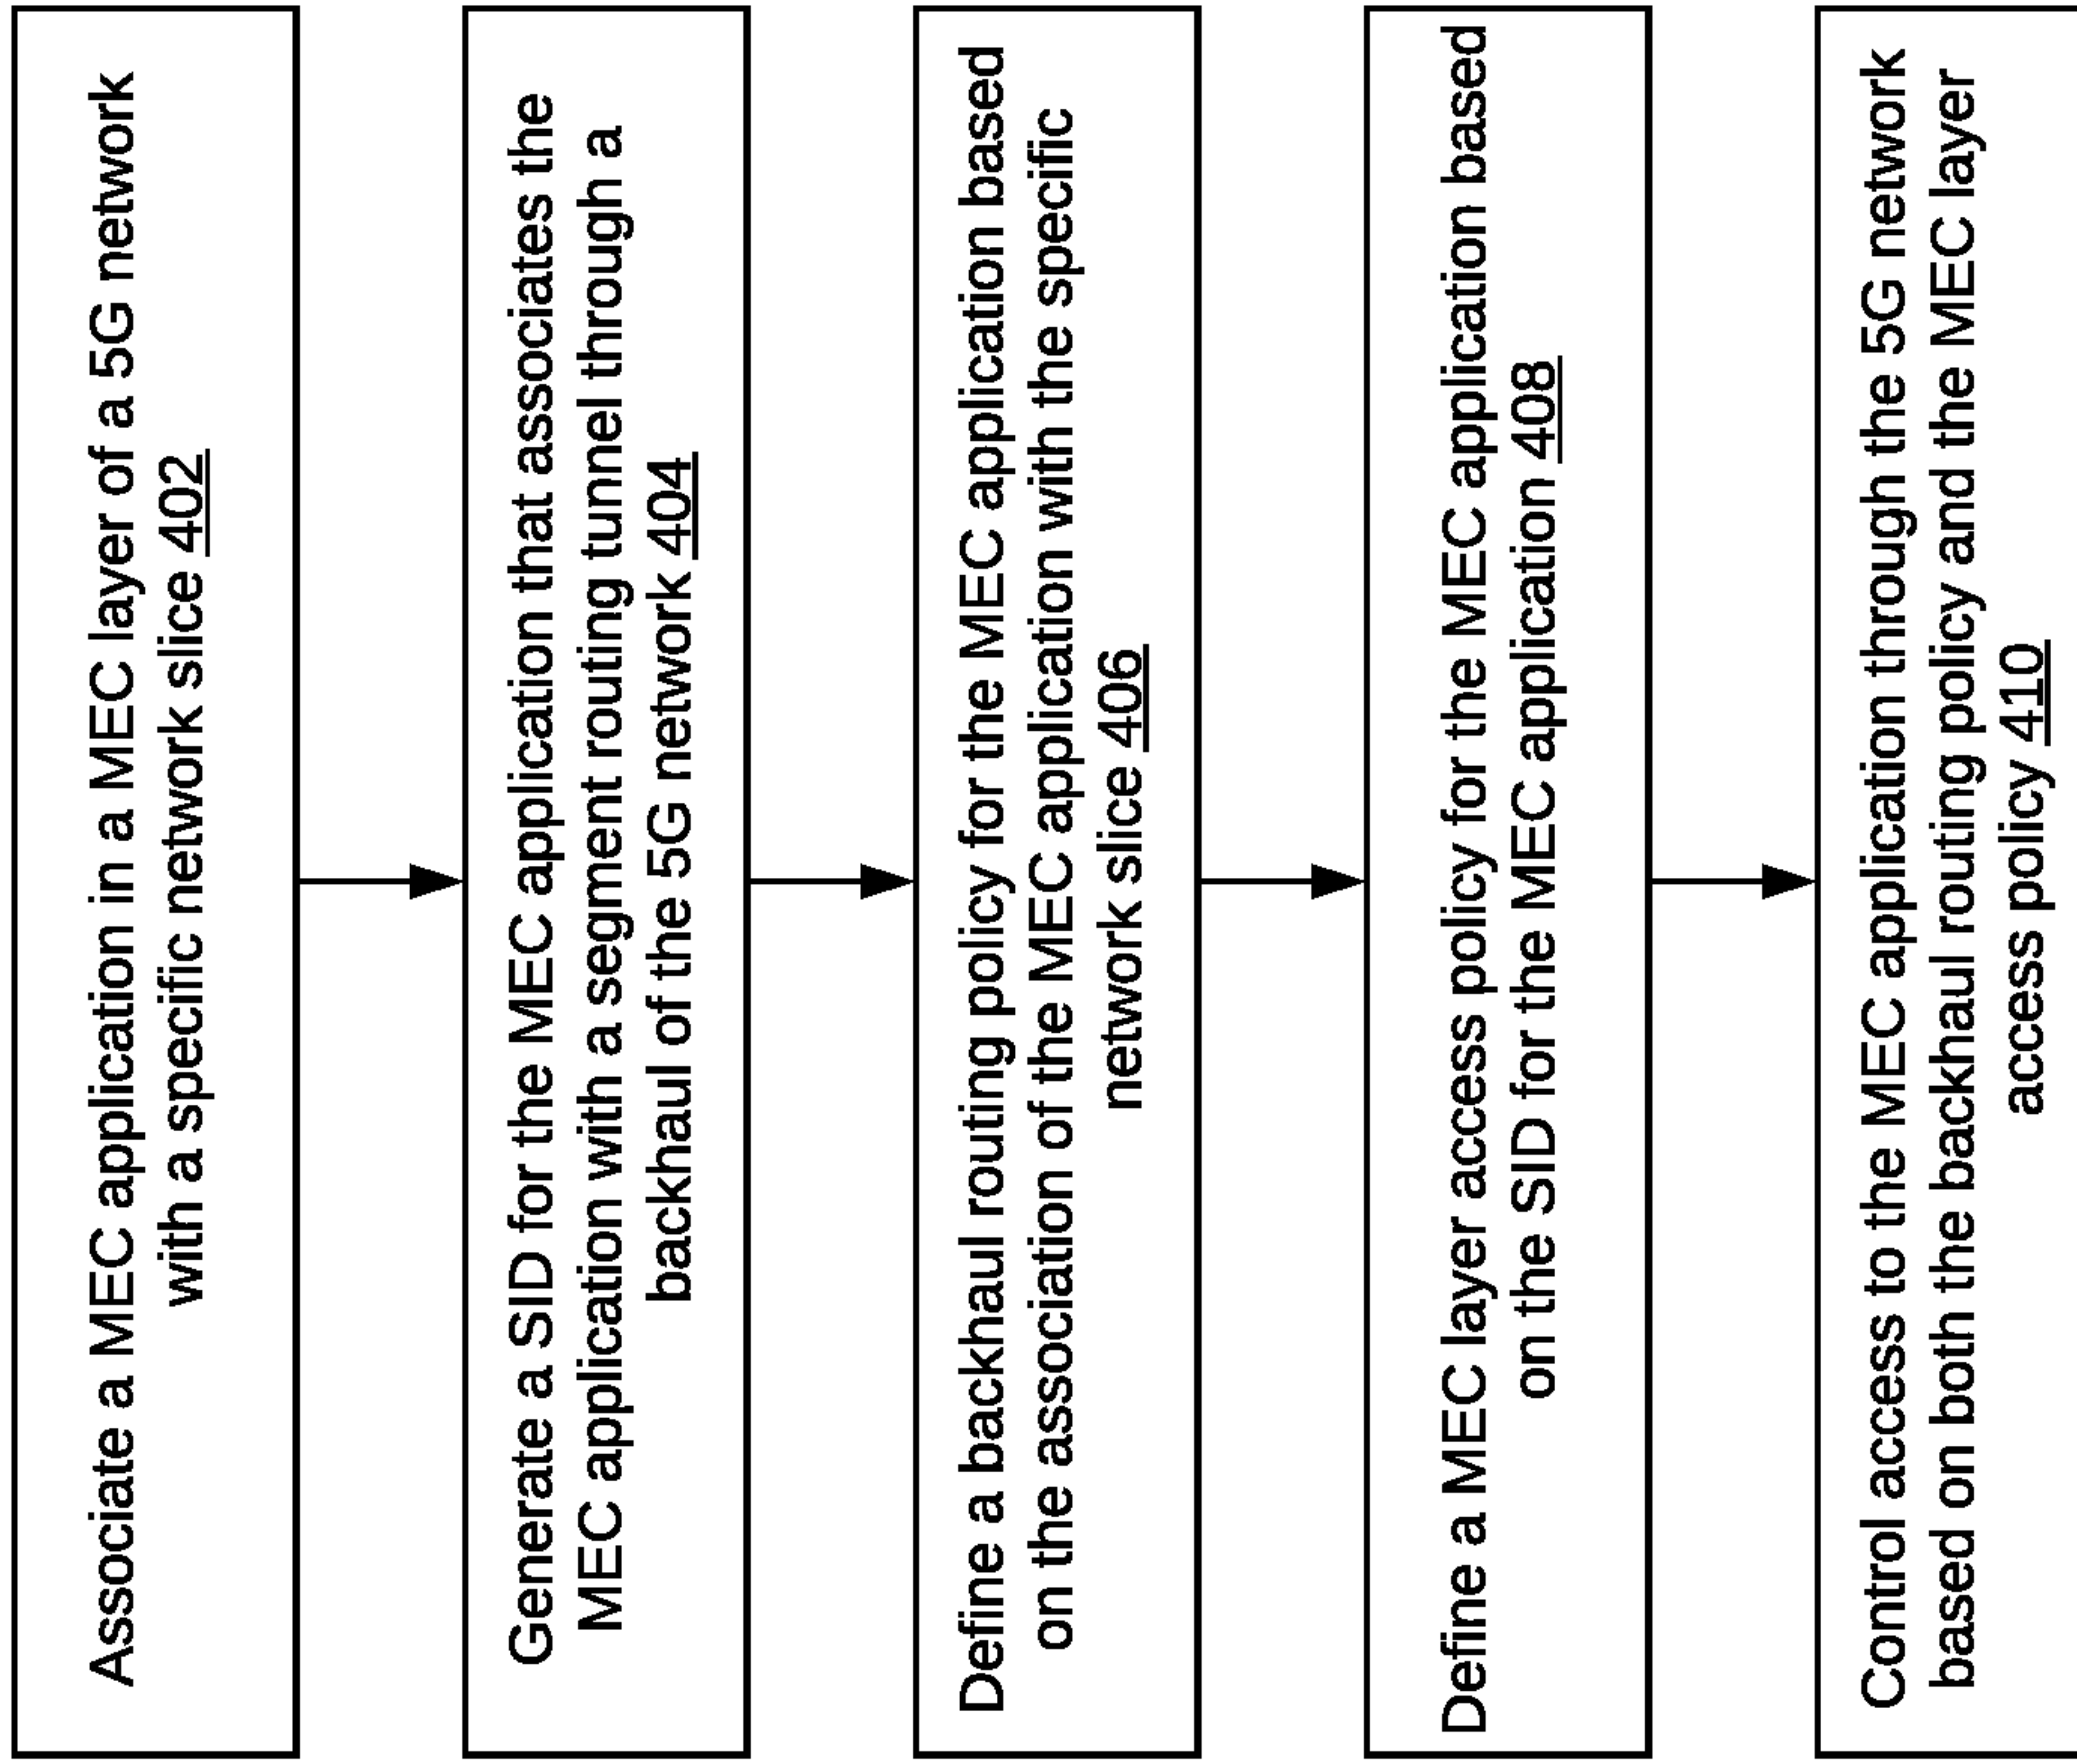 Associate a MEC application in a MEC layer of a 5G network
with a specific network slice 402
Generate a SID for the MEC application that associates the
MEC application with a segment routing tunnel through a
backhaul of the 5G network 404
Define a backhaul routing policy for the MEC application based
on the association of the MEC application with the specific
network slice 406
Define a MEC layer access policy for the MEC application based
on the SID for the MEC application 408
Control access to the MEC application through the 5G network
based on both the backhaul routing policy and the MEC layer
access policy 410